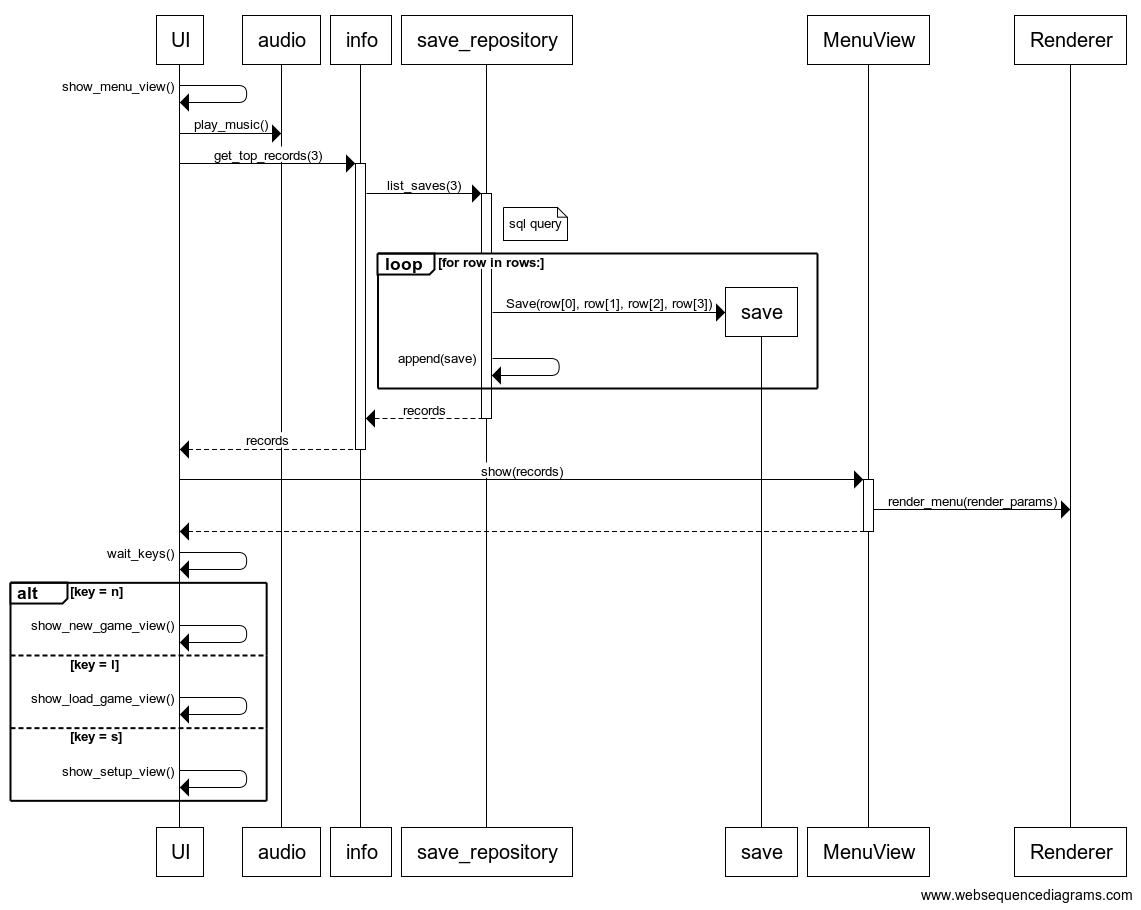 UI
audio
info
save_repository
MenuView
Renderer
show_menu_view()
play_music()
get_top_records(3)
list_saves(3)
sql query
loop
[for row in rows:]
Save(row[0], row[1], row[2], row[3])
save
append(save)
records
records
show(records)
render_menu(render_params)
wait_keys()
alt
[key = n]
show_new_game_view()
[key = l]
show_load_game_view()
[key = s]
show_setup_view()
UI
audio
info
save_repository
save
MenuView
Renderer
www.websequencediagrams.com